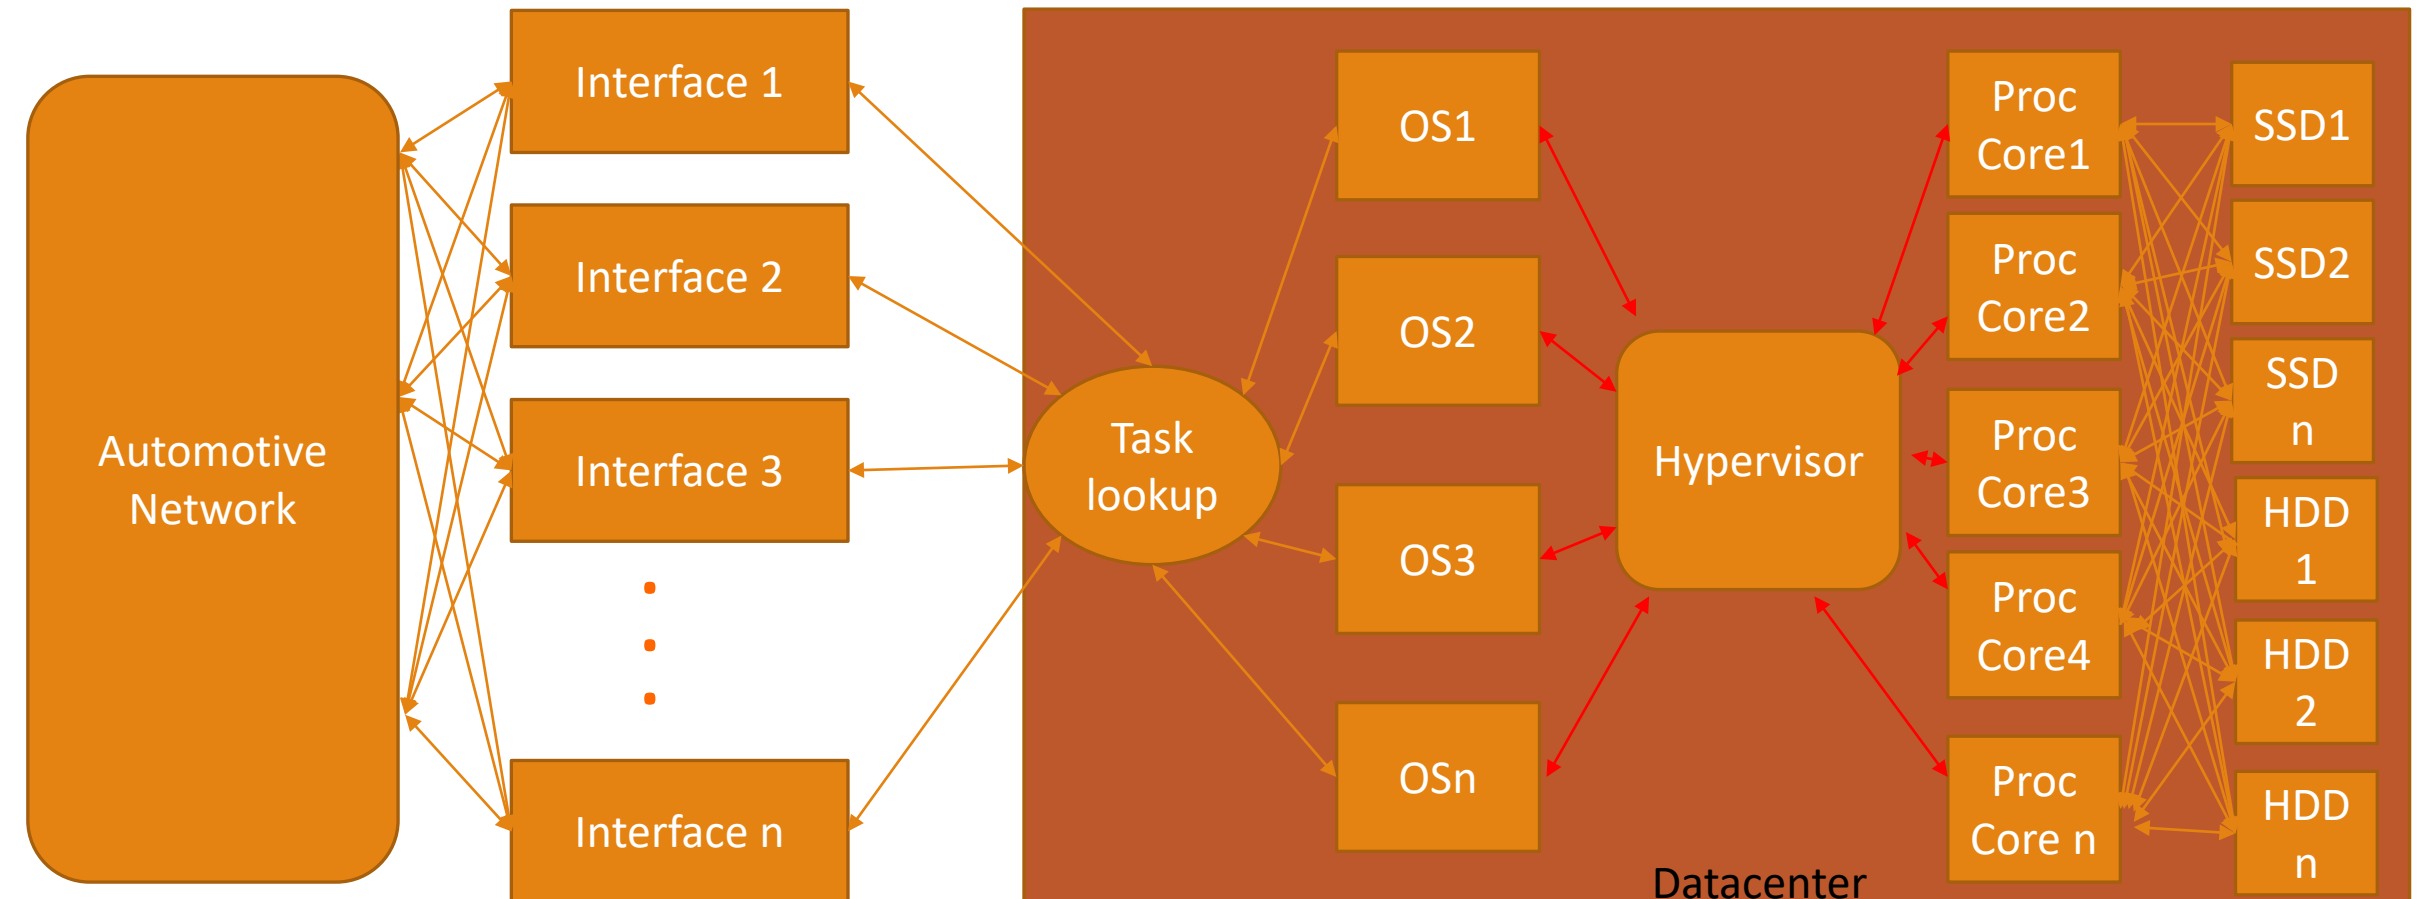 Automotive
Network
Interface 1
Interface 2
Interface 3
Interface n
Task
lookup
OS1
OS2
OS3
OSn
Hypervisor
Proc
Core1
Proc
Core2
Proc
Core3
Proc
Core4
Proc
Core n
SSD1
SSD2
SSD
n
HDD
1
HDD
2
HDD
n
Datacenter